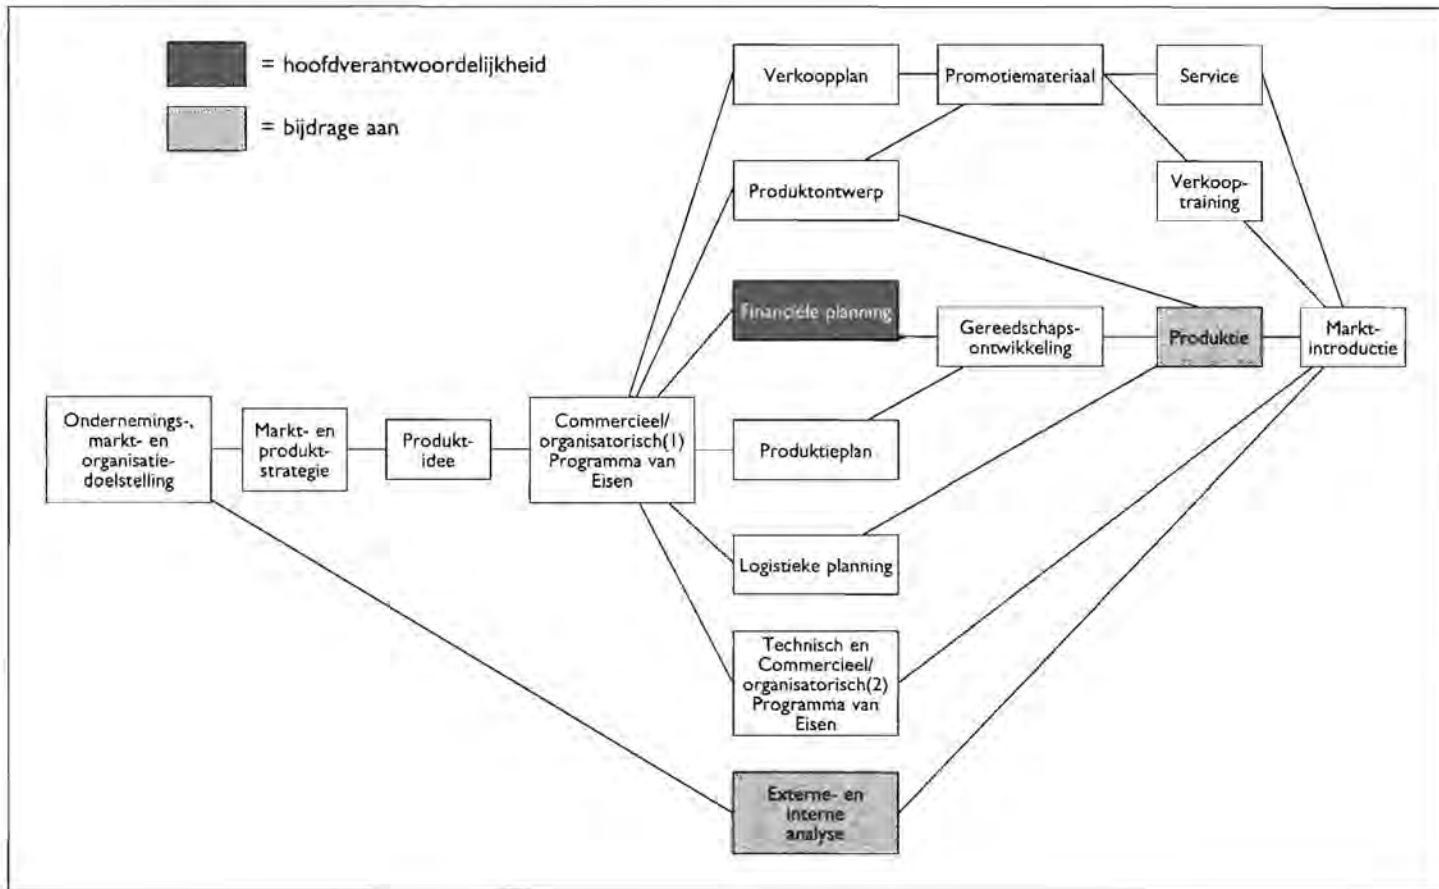 = hoofdverantwoordelijkheid
= bijdrage aan
Verkoopplan
Promotiemateriaal
Service
Produktontwerp
Verkoop-
training
Financiële planning
Gereedschaps-
ontwikkeling
Produktie
Markt-
introductie
Ondernemings-,
markt- en
organisatie-
doelstelling
Markt- en
produkt-
strategie
Produkt-
idee
Commercieel/
organisatorisch(1)
Programma van
Eisen
Produktieplan
Logistieke planning
Technisch en
Commercieel/
organisatorisch(2)
Programma van
Eisen
Externe- en
interne
analyse